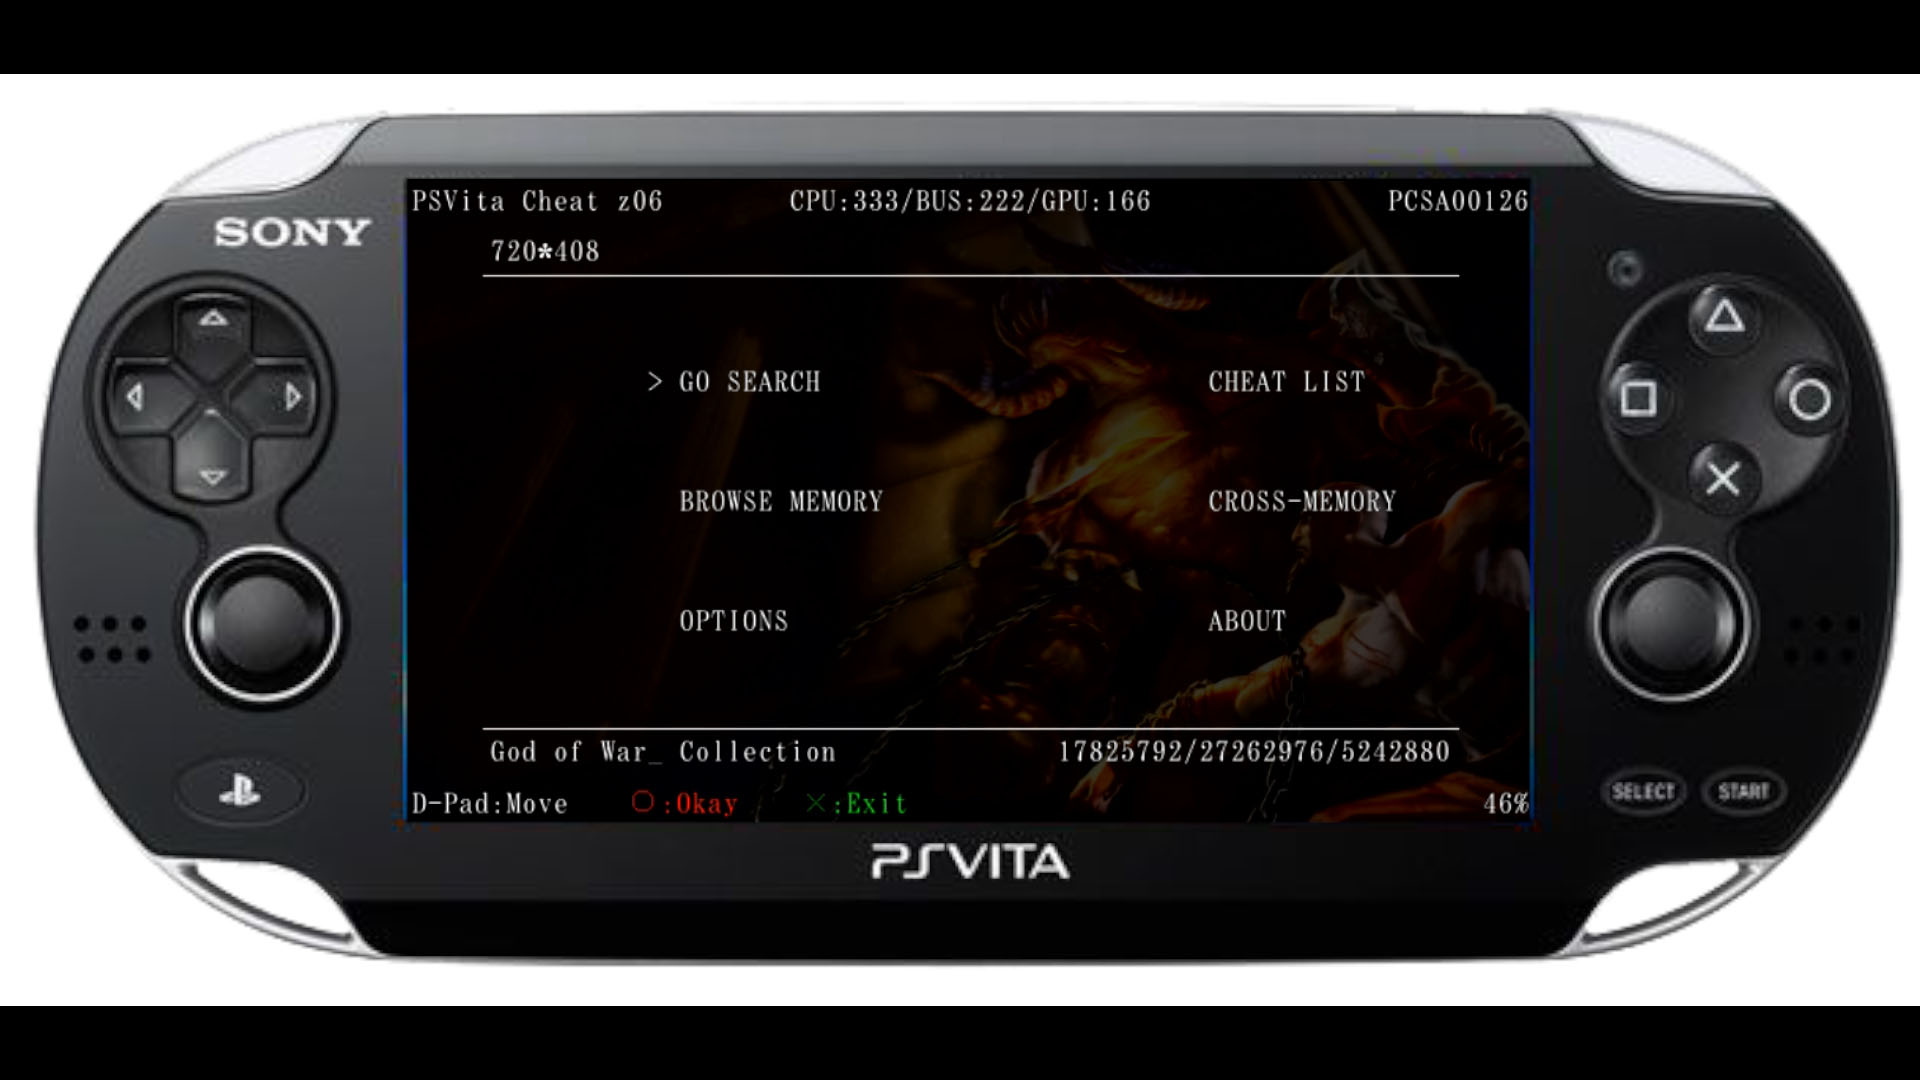 PSVita Cheat z06 CPU:333/BUS:222/GPU:166 PCSA00126
SONY
720*408
> GO SEARCH CHEAT LIST
BROWSE MEMORY CROSS-MEMORY
OPTIONS ABOUT
God of War_ Collection 17825792/27262976/5242880
SELECT START
D-Pad:Move ○:Okay ×:Exit 46%
PSVITA